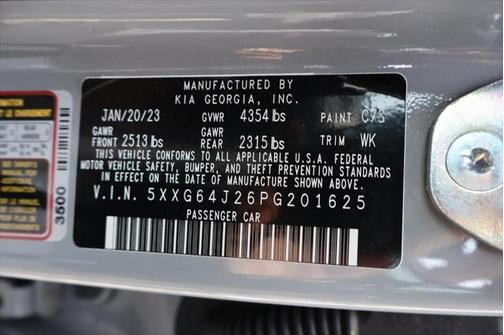 MANUFACTURED BY
KIA GEORGIA, INC.
JAN/20/23 GVWR 4354 lbs PAINT C7S
GAWR GAWR
FRONT 2513 lbs REAR 2315 lbs TRIM WK
THIS VEHICLE CONFORMS TO ALL APPLICABLE U.S.A. FEDERAL
MOTOR VEHICLE SAFETY, BUMPER, AND THEFT PREVENTION STANDARDS
IN EFFECT ON THE DATE OF MANUFACTURE SHOWN ABOVE.
V.I.N. 5XXG64J26PG201625
PASSENGER CAR
3500